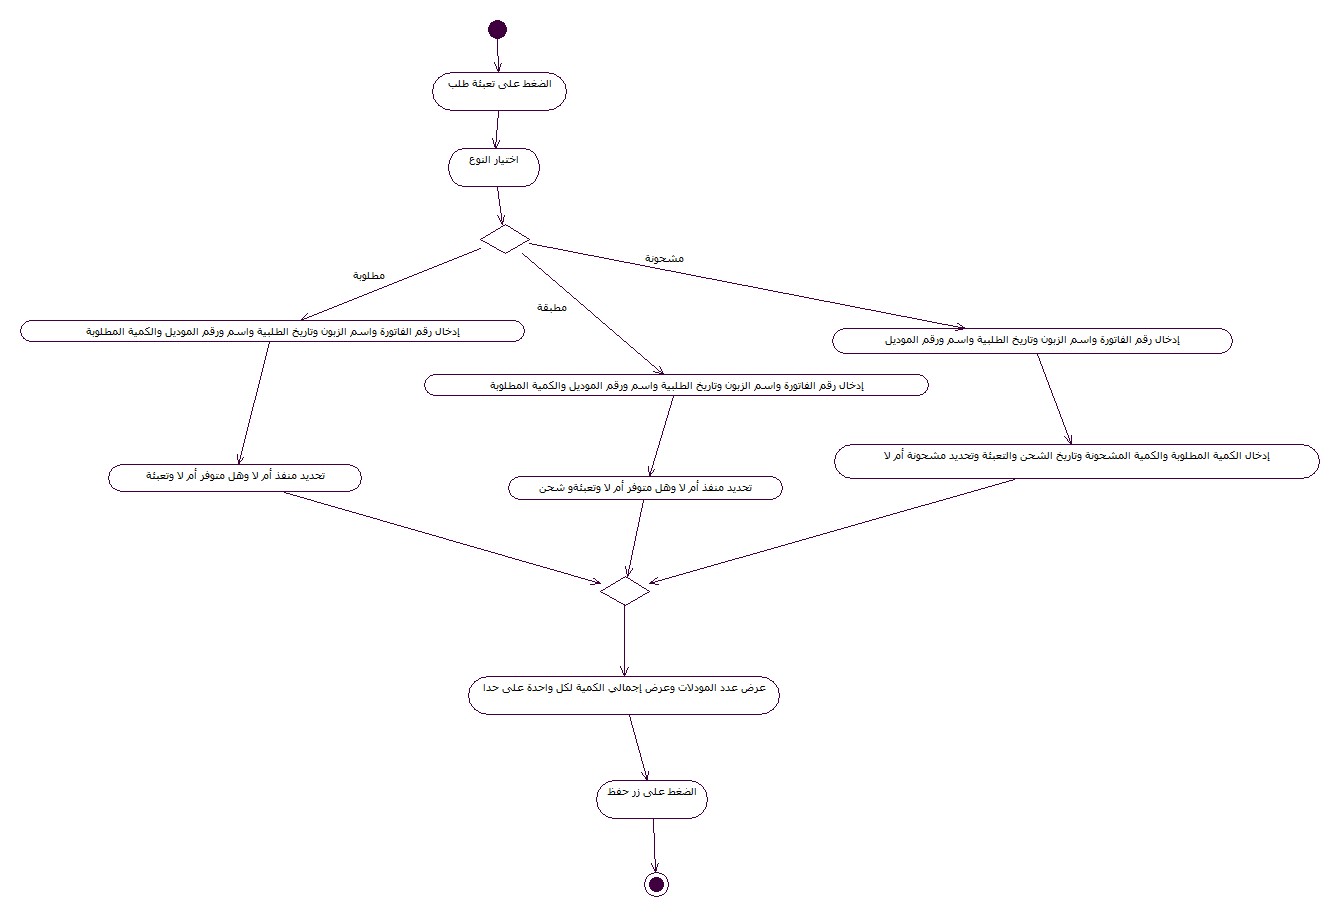 الضغط على تعبئة طلب
اختيار النوع
مشحونة
مطلوبة
مطبقة
إدخال رقم الفاتورة واسم الزبون وتاريخ الطلبية واسم ورقم الموديل
إدخال رقم الفاتورة واسم الزبون وتاريخ الطلبية واسم ورقم الموديل والكمية المطلوبة
إدخال رقم الفاتورة واسم الزبون وتاريخ الطلبية واسم ورقم الموديل والكمية المطلوبة
إدخال الكمية المطلوبة والكمية المشحونة وتاريخ الشحن والتعبئة وتحديد مشحونة أم لا
تحديد منفذ أم لا وهل متوفر أم لا وتعبئة
تحديد منفذ أم لا وهل متوفر أم لا وتعبئةو شحن
عرض عدد المودلات وعرض إجمالي الكمية لكل واحدة على حدا
الضغط على زر حفظ